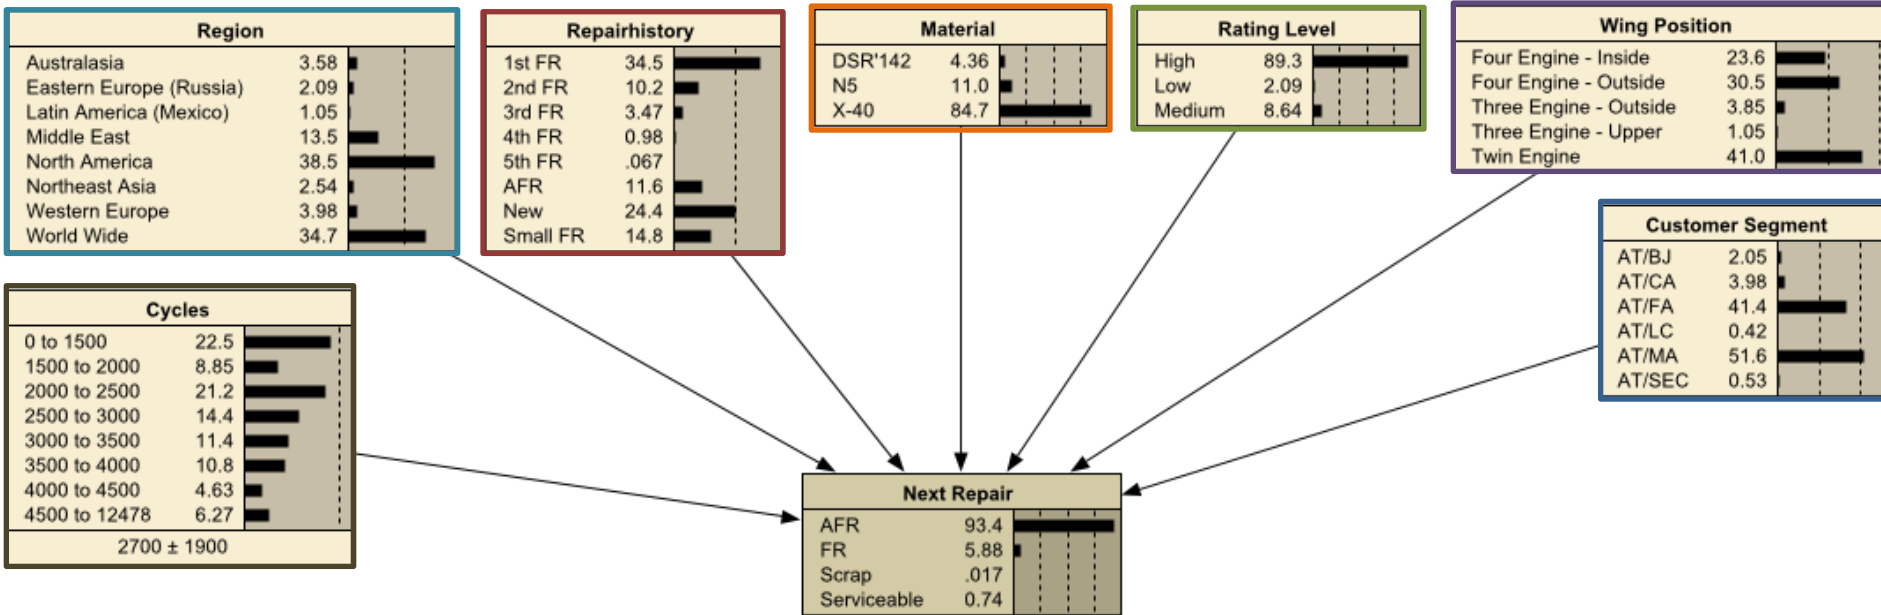 Region
Australasia 3.58
Eastern Europe (Russia) 2.09
Latin America (Mexico) 1.05
Middle East 13.5
North America 38.5
Northeast Asia 2.54
Western Europe 3.98
World Wide 34.7
Repairhistory
1st FR 34.5
2nd FR 10.2
3rd FR 3.47
4th FR 0.98
5th FR .067
AFR 11.6
New 24.4
Small FR 14.8
Material
DSR'142 4.36
N5 11.0
X-40 84.7
Rating Level
High 89.3
Low 2.09
Medium 8.64
Wing Position
Four Engine - Inside 23.6
Four Engine - Outside 30.5
Three Engine - Outside 3.85
Three Engine - Upper 1.05
Twin Engine 41.0
Customer Segment
AT/BJ 2.05
AT/CA 3.98
AT/FA 41.4
AT/LC 0.42
AT/MA 51.6
AT/SEC 0.53
Cycles
0 to 1500 22.5
1500 to 2000 8.85
2000 to 2500 21.2
2500 to 3000 14.4
3000 to 3500 11.4
3500 to 4000 10.8
4000 to 4500 4.63
4500 to 12478 6.27
2700 ± 1900
Next Repair
AFR 93.4
FR 5.88
Scrap .017
Serviceable 0.74